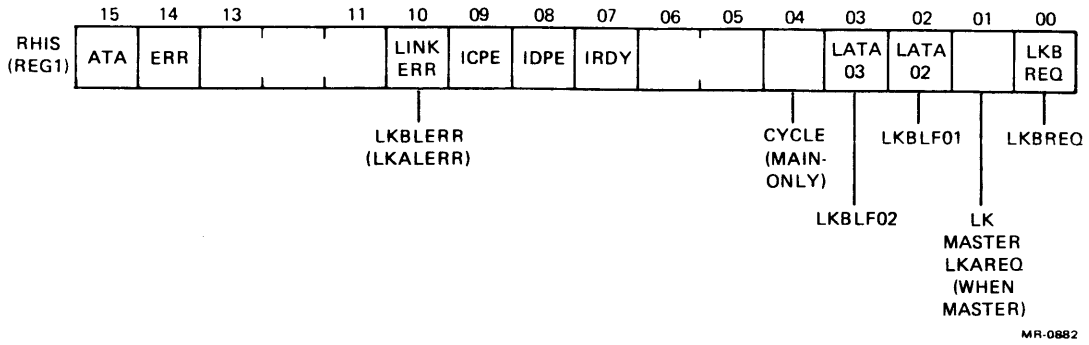 15 14 13 11 10 09 08 07 06 05 04 03 02 01 00
RHIS
(REG1)
ATA
ERR
LINK
ERR
ICPE
IDPE
IRDY
LATA
03
LATA
02
LKB
REQ
LKBLERR
(LKALERR)
CYCLE
(MAIN-
ONLY)
LKBLF01
LKBREQ
LKBLF02
LK
MASTER
LKAREQ
(WHEN
MASTER)
MR-0882